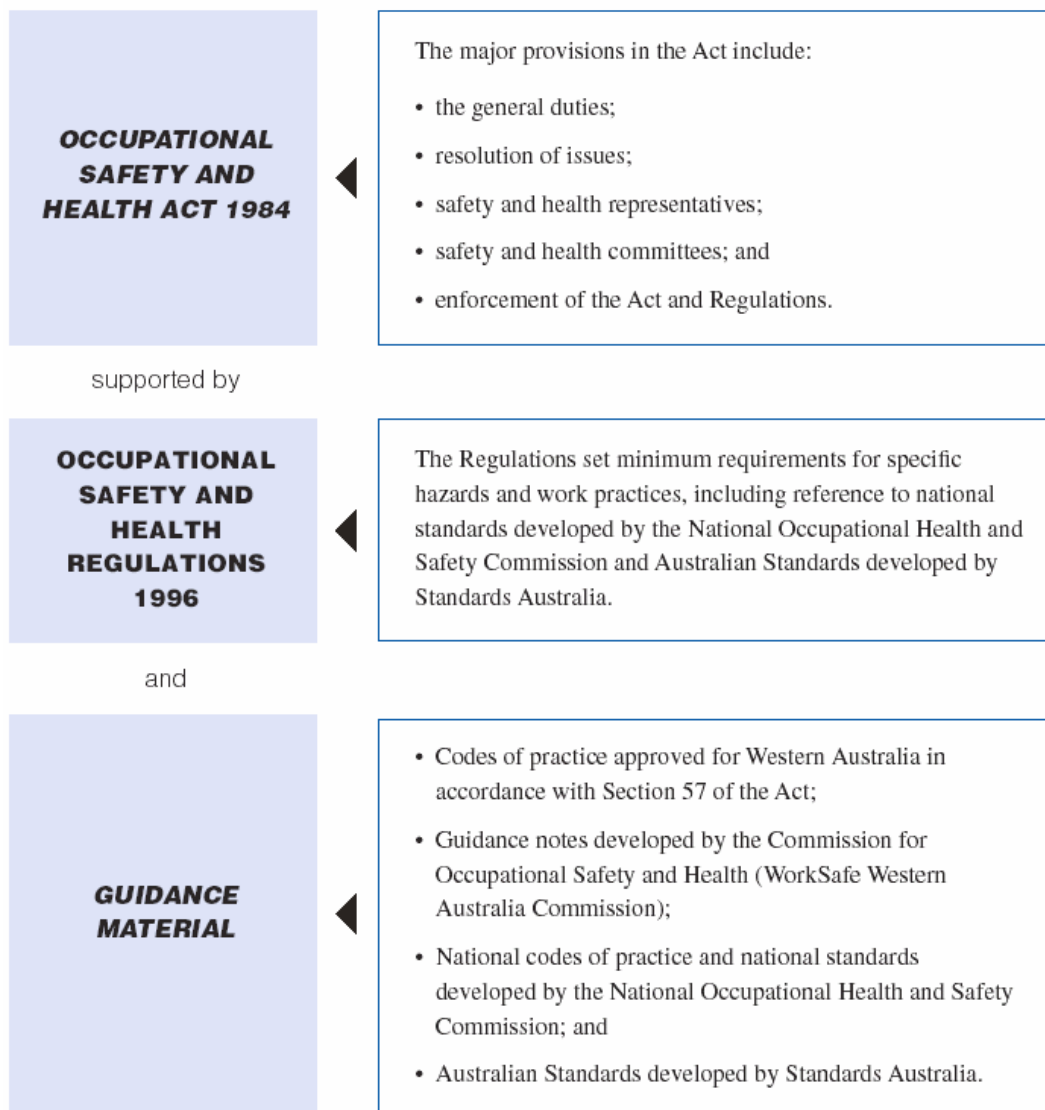 OCCUPATIONAL
SAFETY AND
HEALTH ACT 1984
The major provisions in the Act include:
• the general duties;
• resolution of issues;
• safety and health representatives;
• safety and health committees; and
• enforcement of the Act and Regulations.
supported by
OCCUPATIONAL
SAFETY AND
HEALTH
REGULATIONS
1996
The Regulations set minimum requirements for specific
hazards and work practices, including reference to national
standards developed by the National Occupational Health and
Safety Commission and Australian Standards developed by
Standards Australia.
and
GUIDANCE
MATERIAL
• Codes of practice approved for Western Australia in
accordance with Section 57 of the Act;
• Guidance notes developed by the Commission for
Occupational Safety and Health (WorkSafe Western
Australia Commission);
• National codes of practice and national standards
developed by the National Occupational Health and Safety
Commission; and
• Australian Standards developed by Standards Australia.